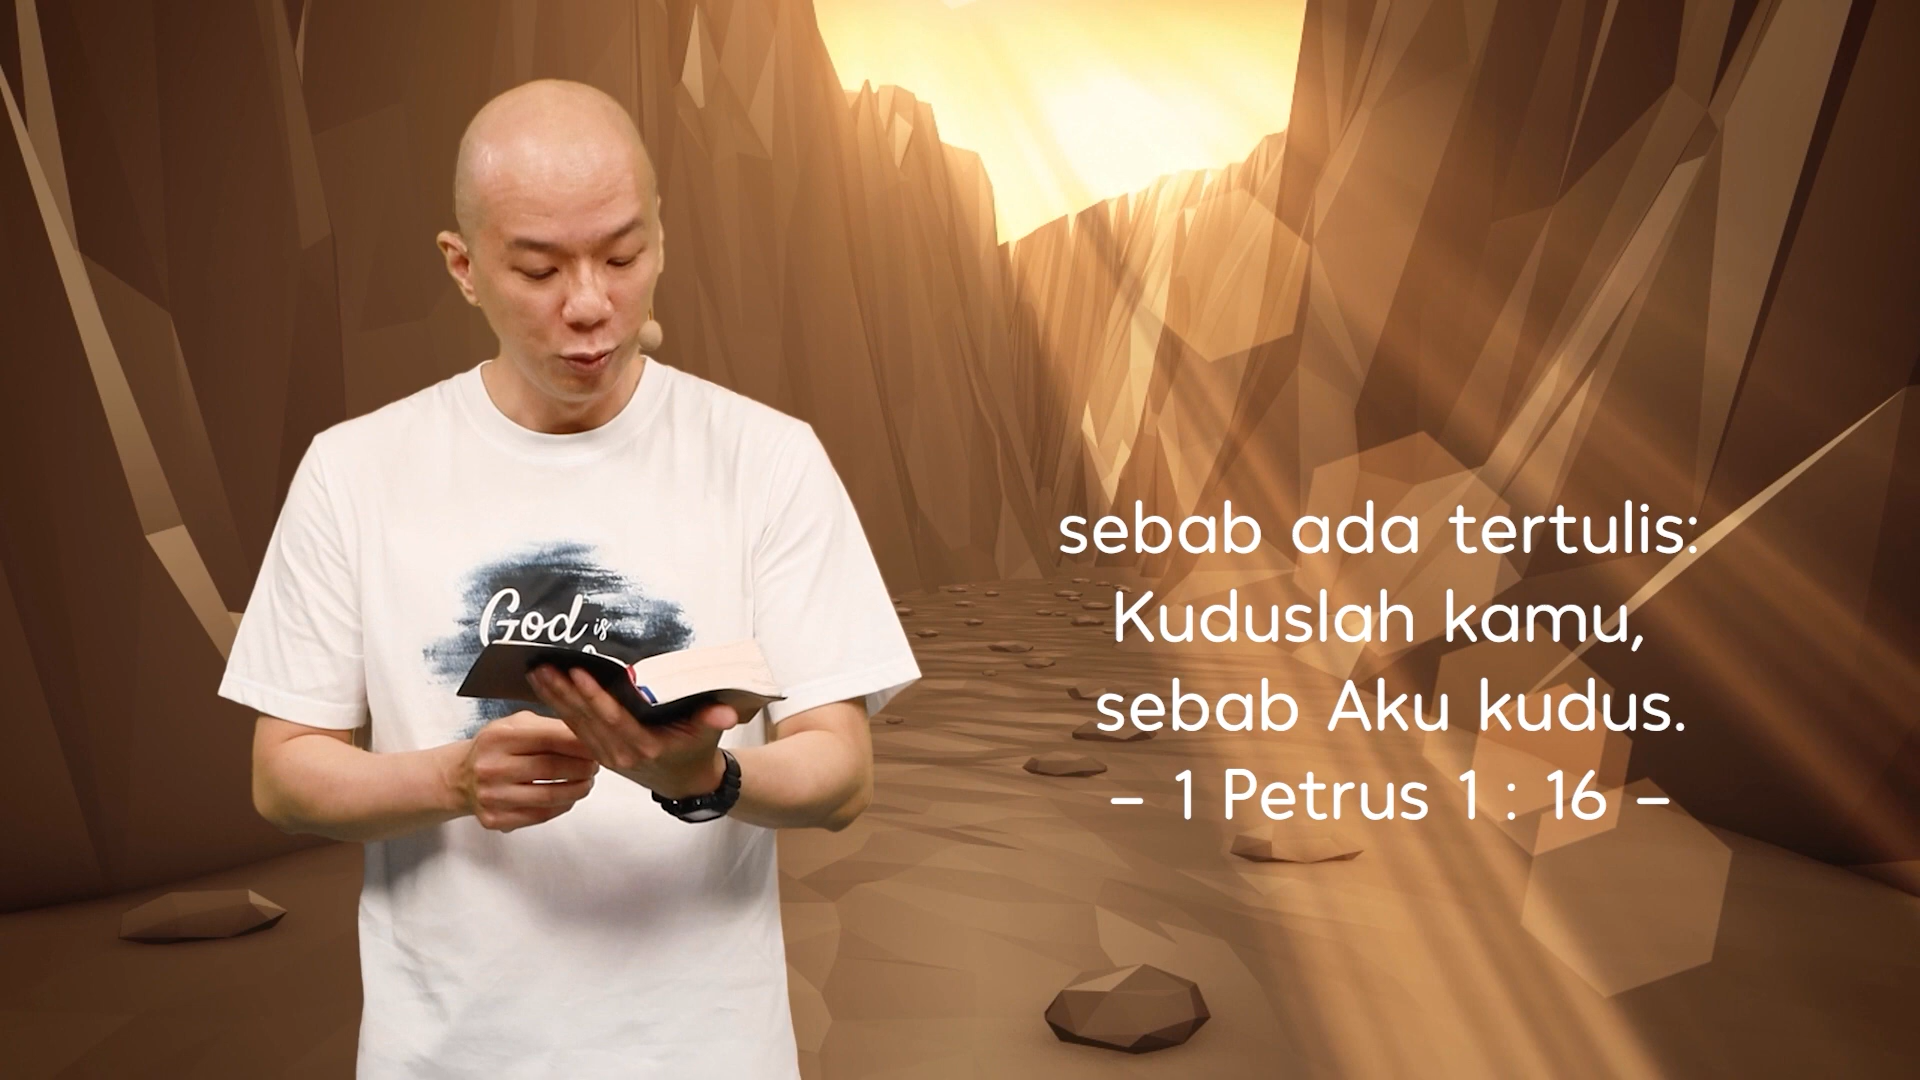 God is
sebab ada tertulis:
Kuduslah kamu,
sebab Aku kudus.
– 1 Petrus 1 : 16 –